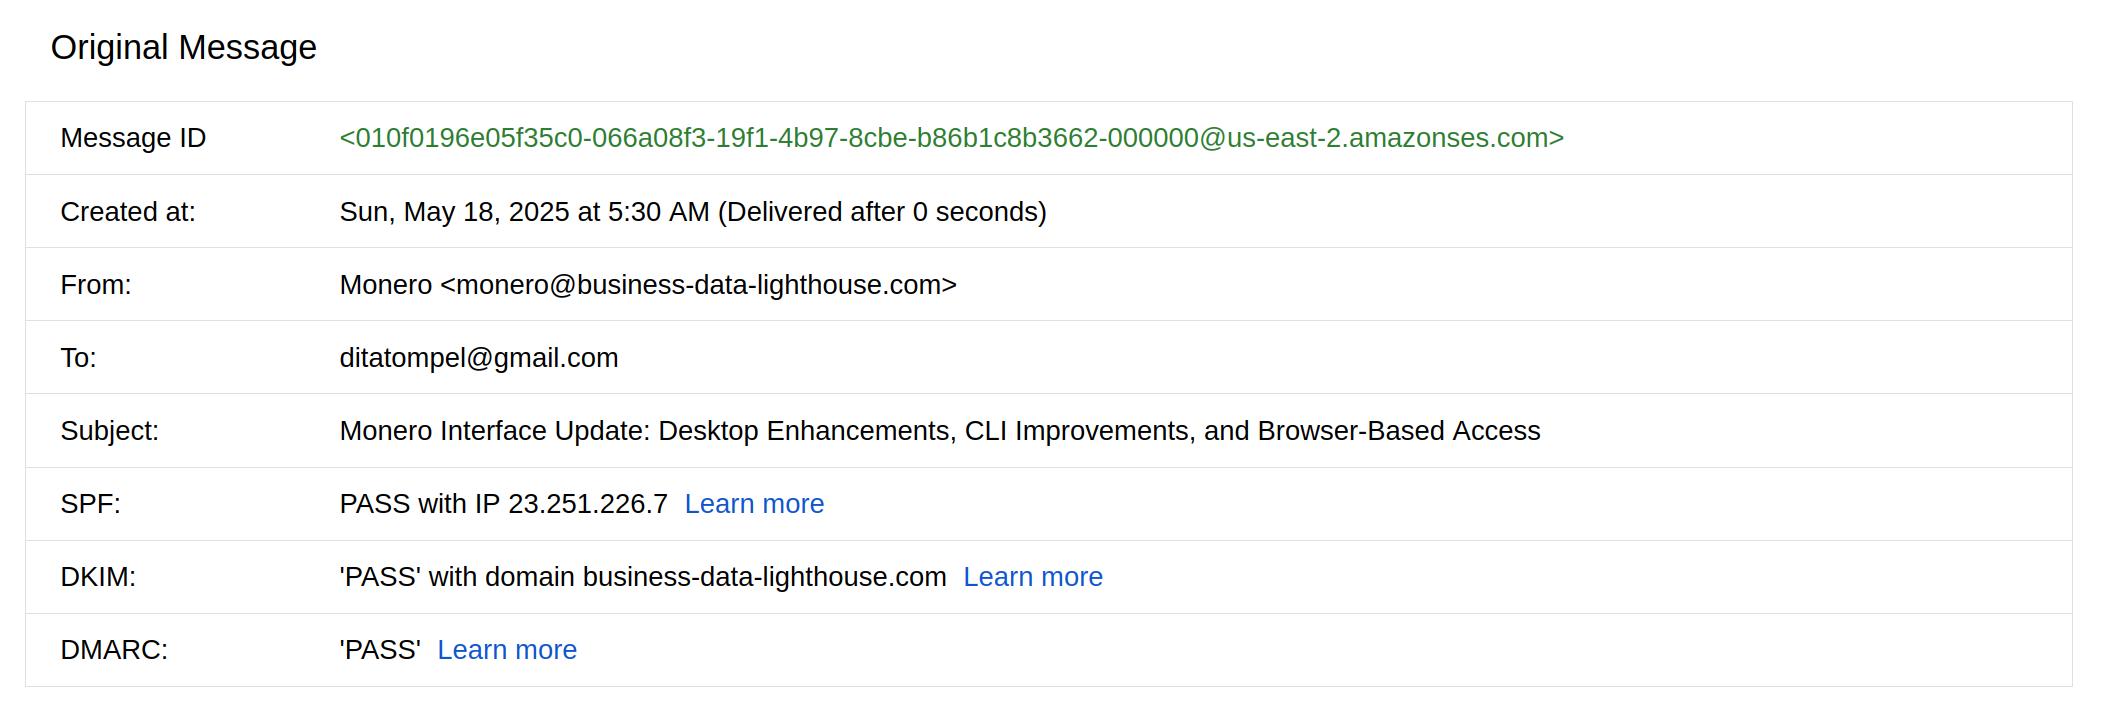 Original Message
Message ID <010f0196e05f35c0-066a08f3-19f1-4b97-8cbe-b86b1c8b3662-000000@us-east-2.amazonses.com>
Created at: Sun, May 18, 2025 at 5:30 AM (Delivered after 0 seconds)
From: Monero <monero@business-data-lighthouse.com>
To: ditatompel@gmail.com
Subject: Monero Interface Update: Desktop Enhancements, CLI Improvements, and Browser-Based Access
SPF: PASS with IP 23.251.226.7 Learn more
DKIM: 'PASS' with domain business-data-lighthouse.com Learn more
DMARC: 'PASS' Learn more